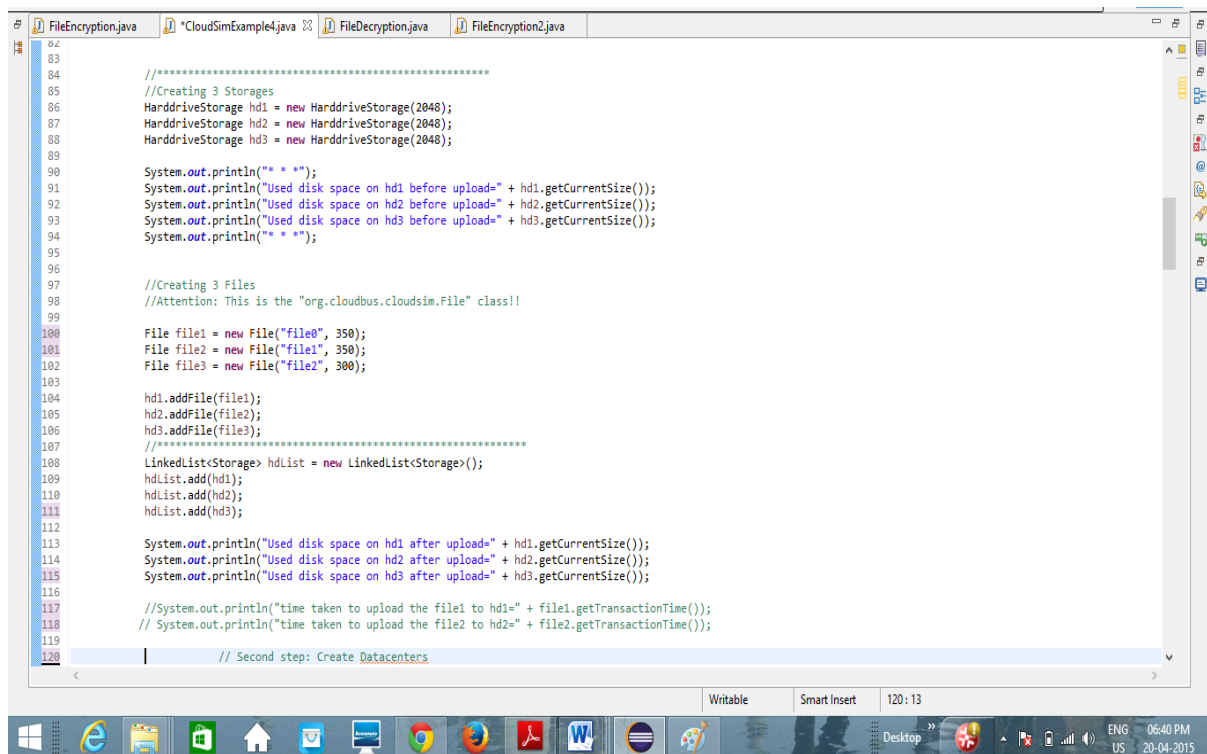 FileEncryption.java *CloudSimExample4.java FileDecryption.java FileEncryption2.java
82
83
84 //******************************************************
85 //Creating 3 Storages
86 HarddriveStorage hd1 = new HarddriveStorage(2048);
87 HarddriveStorage hd2 = new HarddriveStorage(2048);
88 HarddriveStorage hd3 = new HarddriveStorage(2048);
89
90 System.out.println("* * *");
91 System.out.println("Used disk space on hd1 before upload=" + hd1.getCurrentSize());
92 System.out.println("Used disk space on hd2 before upload=" + hd2.getCurrentSize());
93 System.out.println("Used disk space on hd3 before upload=" + hd3.getCurrentSize());
94 System.out.println("* * *");
95
96
97 //Creating 3 Files
98 //Attention: This is the "org.cloudbus.cloudsim.File" class!!
99
100 File file1 = new File("file0", 350);
101 File file2 = new File("file1", 350);
102 File file3 = new File("file2", 300);
103
104 hd1.addFile(file1);
105 hd2.addFile(file2);
106 hd3.addFile(file3);
107 //************************************************************
108 LinkedList<Storage> hdList = new LinkedList<Storage>();
109 hdList.add(hd1);
110 hdList.add(hd2);
111 hdList.add(hd3);
112
113 System.out.println("Used disk space on hd1 after upload=" + hd1.getCurrentSize());
114 System.out.println("Used disk space on hd2 after upload=" + hd2.getCurrentSize());
115 System.out.println("Used disk space on hd3 after upload=" + hd3.getCurrentSize());
116
117 //System.out.println("time taken to upload the file1 to hd1=" + file1.getTransactionTime());
118 // System.out.println("time taken to upload the file2 to hd2=" + file2.getTransactionTime());
119
120 // Second step: Create Datacenters
Writable Smart Insert 120 : 13
Desktop ENG 06:40 PM
US 20-04-2015